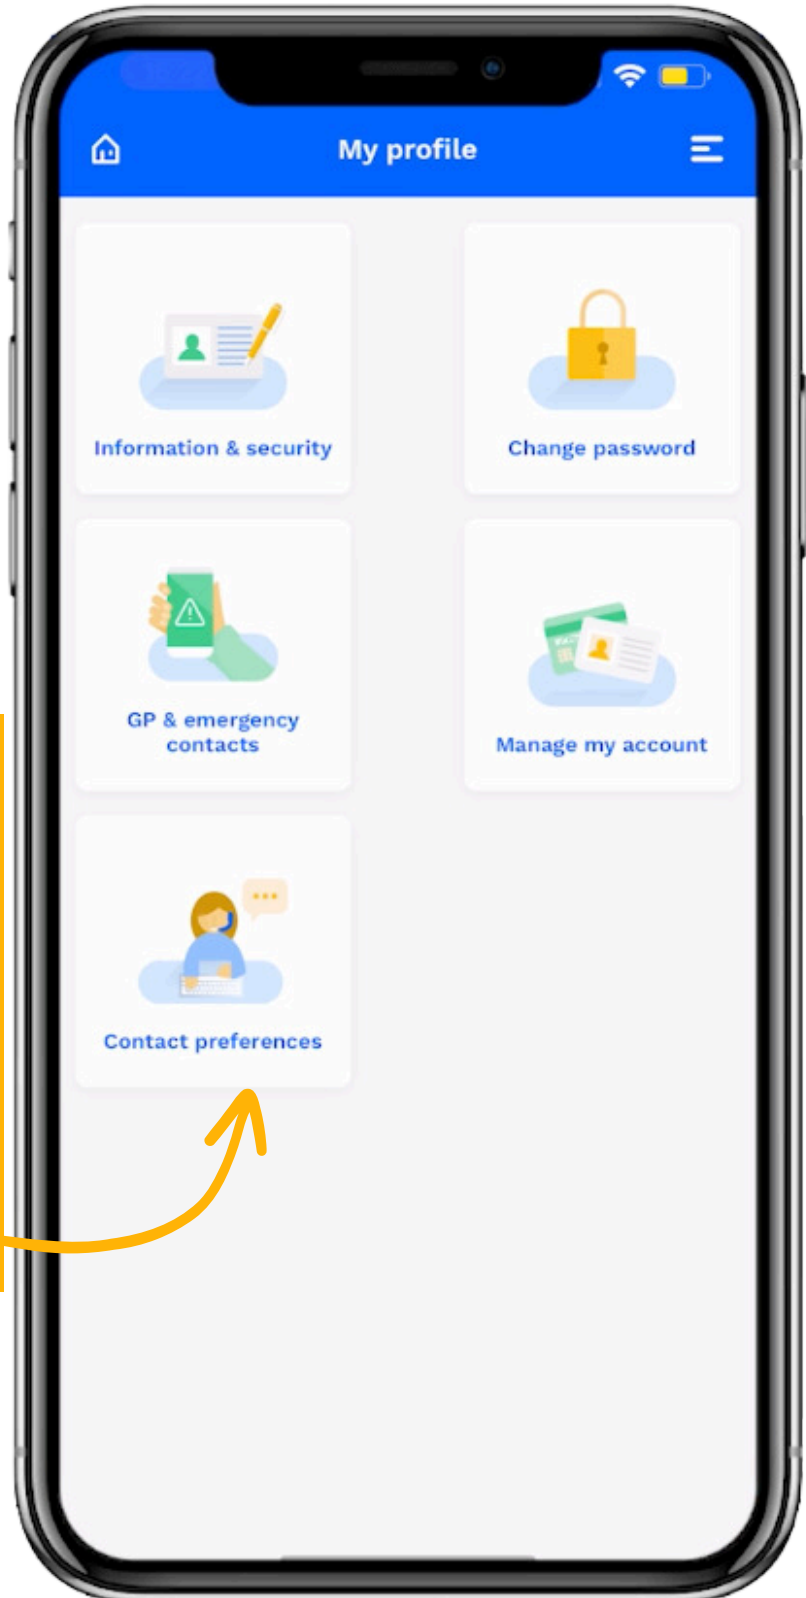 My profile
Information & security
Change password
GP & emergency
contacts
Manage my account
Contact preferences